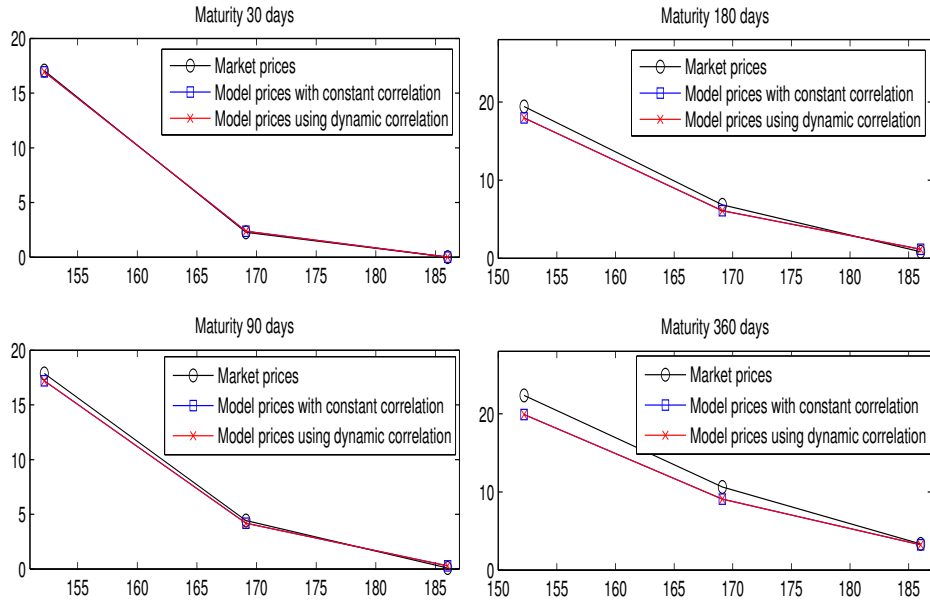 Maturity 30 days
20
15
10
5
0
155 160 165 170 175 180 185
Market prices
Model prices with constant correlation
Model prices using dynamic correlation
Maturity 180 days
20
10
0
150 155 160 165 170 175 180 185
Market prices
Model prices with constant correlation
Model prices using dynamic correlation
Maturity 90 days
20
15
10
5
0
155 160 165 170 175 180 185
Market prices
Model prices with constant correlation
Model prices using dynamic correlation
Maturity 360 days
20
10
0
150 155 160 165 170 175 180 185
Market prices
Model prices with constant correlation
Model prices using dynamic correlation